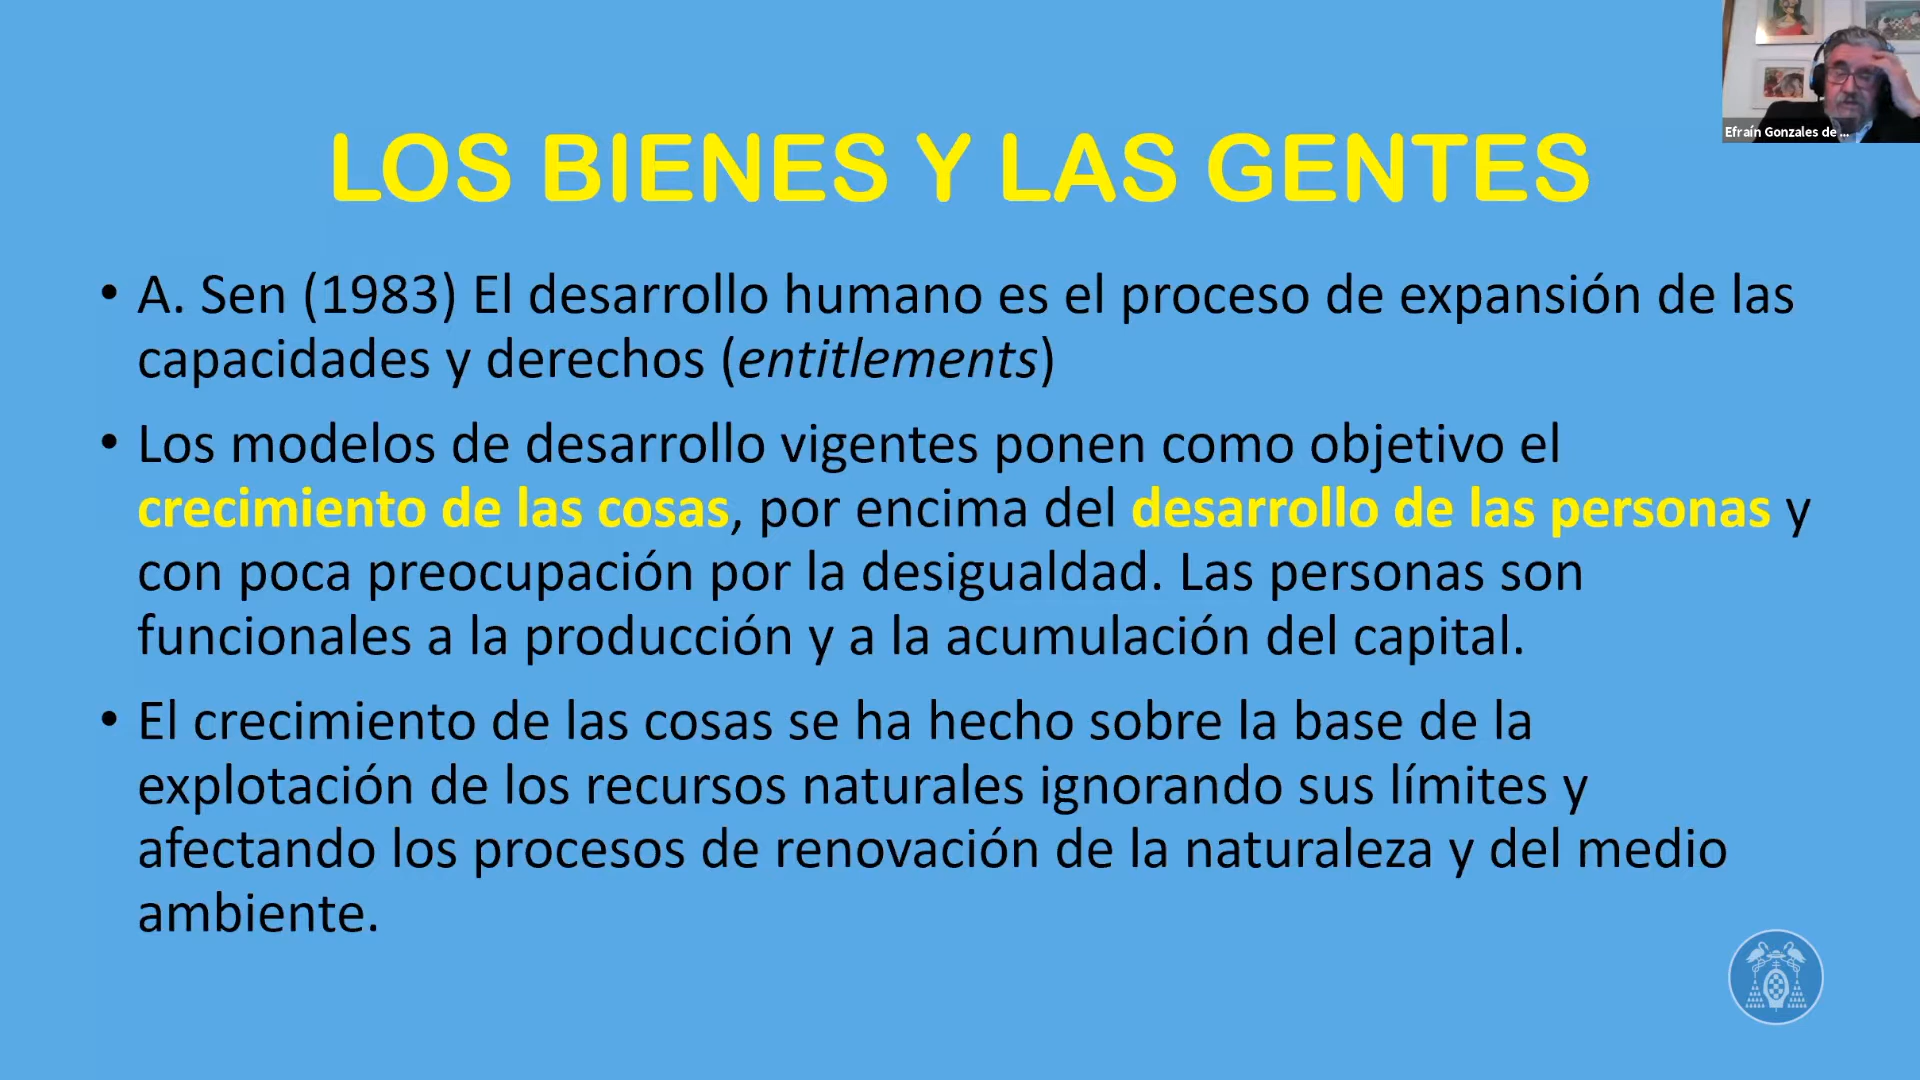 LOS BIENES Y LAS GENTES
• A. Sen (1983) El desarrollo humano es el proceso de expansión de las
capacidades y derechos (entitlements)
• Los modelos de desarrollo vigentes ponen como objetivo el
crecimiento de las cosas, por encima del desarrollo de las personas y
con poca preocupación por la desigualdad. Las personas son
funcionales a la producción y a la acumulación del capital.
• El crecimiento de las cosas se ha hecho sobre la base de la
explotación de los recursos naturales ignorando sus límites y
afectando los procesos de renovación de la naturaleza y del medio
ambiente.
Efraín Gonzales de ...